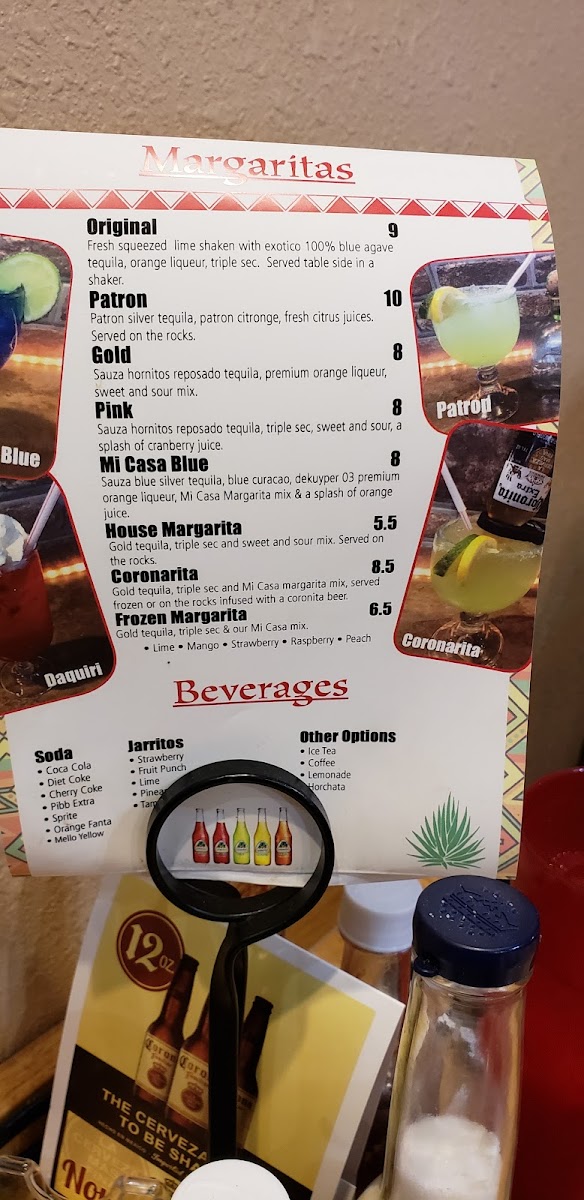 Margaritas
Original 9
Fresh squeezed lime shaken with exotico 100% blue agave
tequila, orange liqueur, triple sec. Served table side in a
shaker.
Patron 10
Patron silver tequila, patron citronge, fresh citrus juices.
Served on the rocks.
Gold 8
Sauza hornitos reposado tequila, premium orange liqueur,
sweet and sour mix.
Pink 8
Sauza hornitos reposado tequila, triple sec, sweet and sour, a
splash of cranberry juice.
Mi Casa Blue 8
Sauza blue silver tequila, blue curacao, dekuyper 03 premium
orange liqueur, Mi Casa Margarita mix & a splash of orange
juice.
House Margarita 5.5
Gold tequila, triple sec and sweet and sour mix. Served on
the rocks.
Coronarita 8.5
Gold tequila, triple sec and Mi Casa margarita mix, served
frozen or on the rocks infused with a coronita beer.
Frozen Margarita 6.5
Gold tequila, triple sec & our Mi Casa mix.
• Lime • Mango • Strawberry • Raspberry • Peach
Blue
Daquiri
Patron
Coronita
Extra
Coronarita
Beverages
Soda
• Coca Cola
• Diet Coke
• Cherry Coke
• Pibb Extra
• Sprite
• Orange Fanta
• Mello Yellow
Jarritos
• Strawberry
• Fruit Punch
• Lime
• Pinea
• Tam
Other Options
• Ice Tea
• Coffee
• Lemonade
Horchata
12 OZ
Corona
THE CERVEZA
TO BE SHA